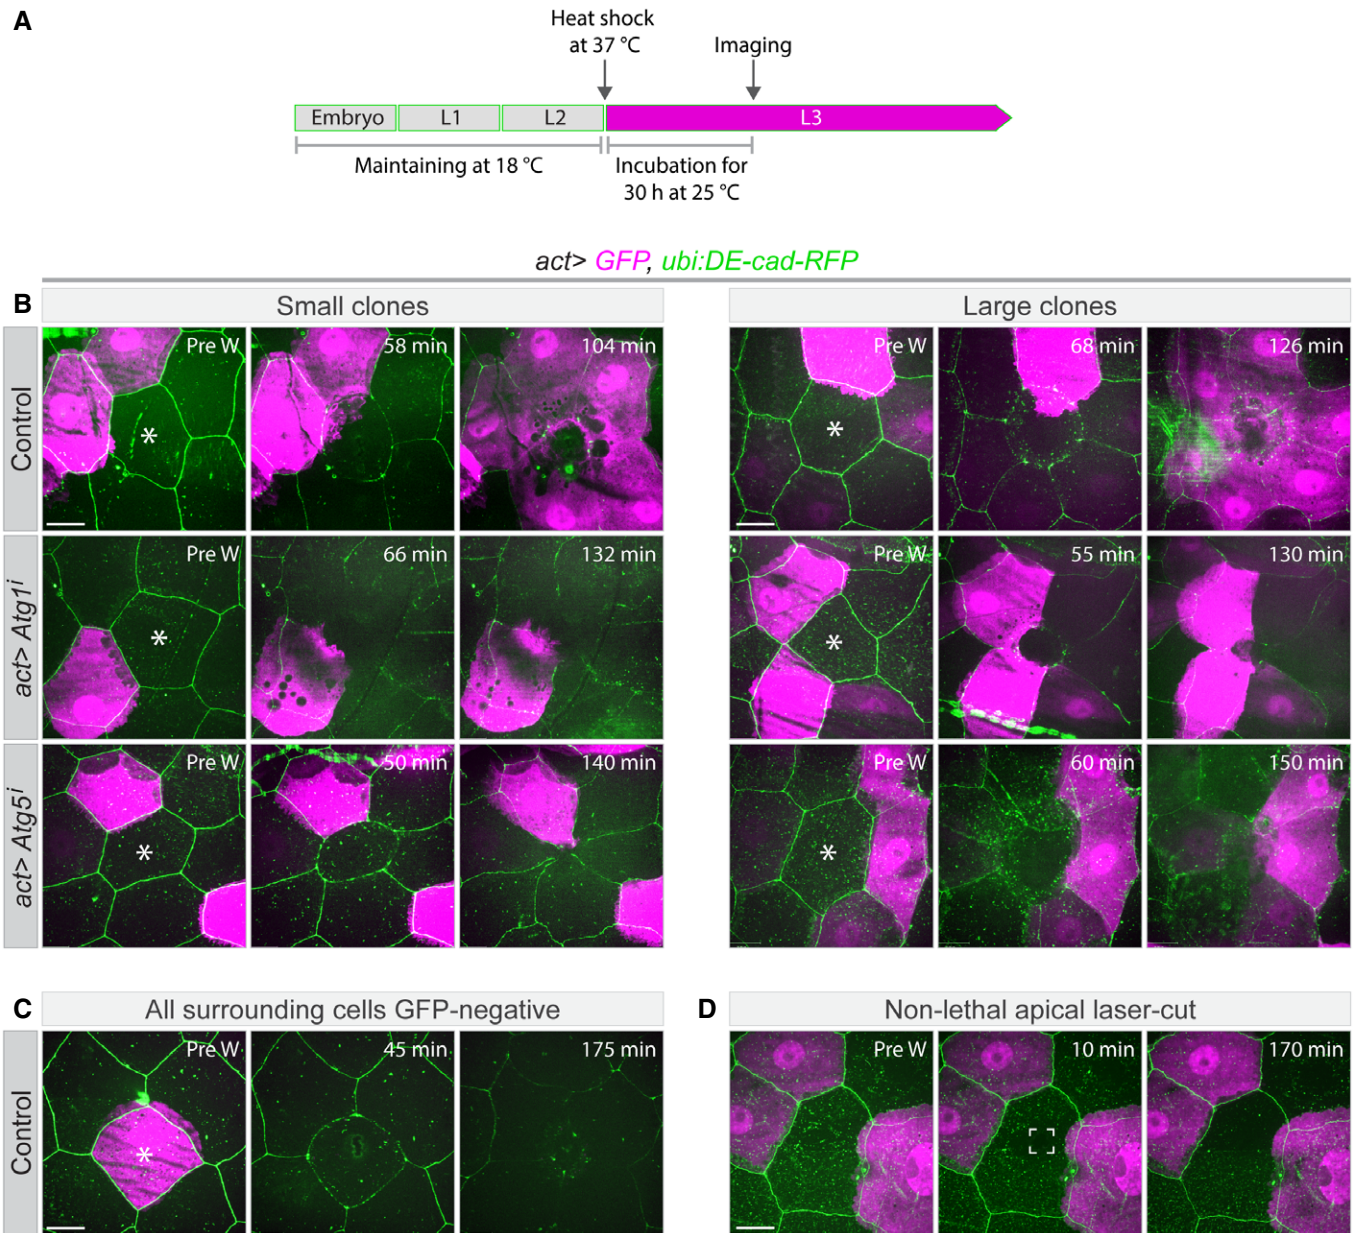 A
Heat shock
at 37 °C
Imaging
Embryo
L1
L2
L3
Maintaining at 18 °C
Incubation for
30 h at 25 °C
act> GFP, ubi:DE-cad-RFP
B
Small clones
Large clones
Control
Pre W
58 min
104 min
Pre W
68 min
126 min
*
*
act> Atg1i
Pre W
66 min
132 min
Pre W
55 min
130 min
*
*
act> Atg5i
Pre W
50 min
140 min
Pre W
60 min
150 min
*
*
C
All surrounding cells GFP-negative
D
Non-lethal apical laser-cut
Control
Pre W
45 min
175 min
Pre W
10 min
170 min
*